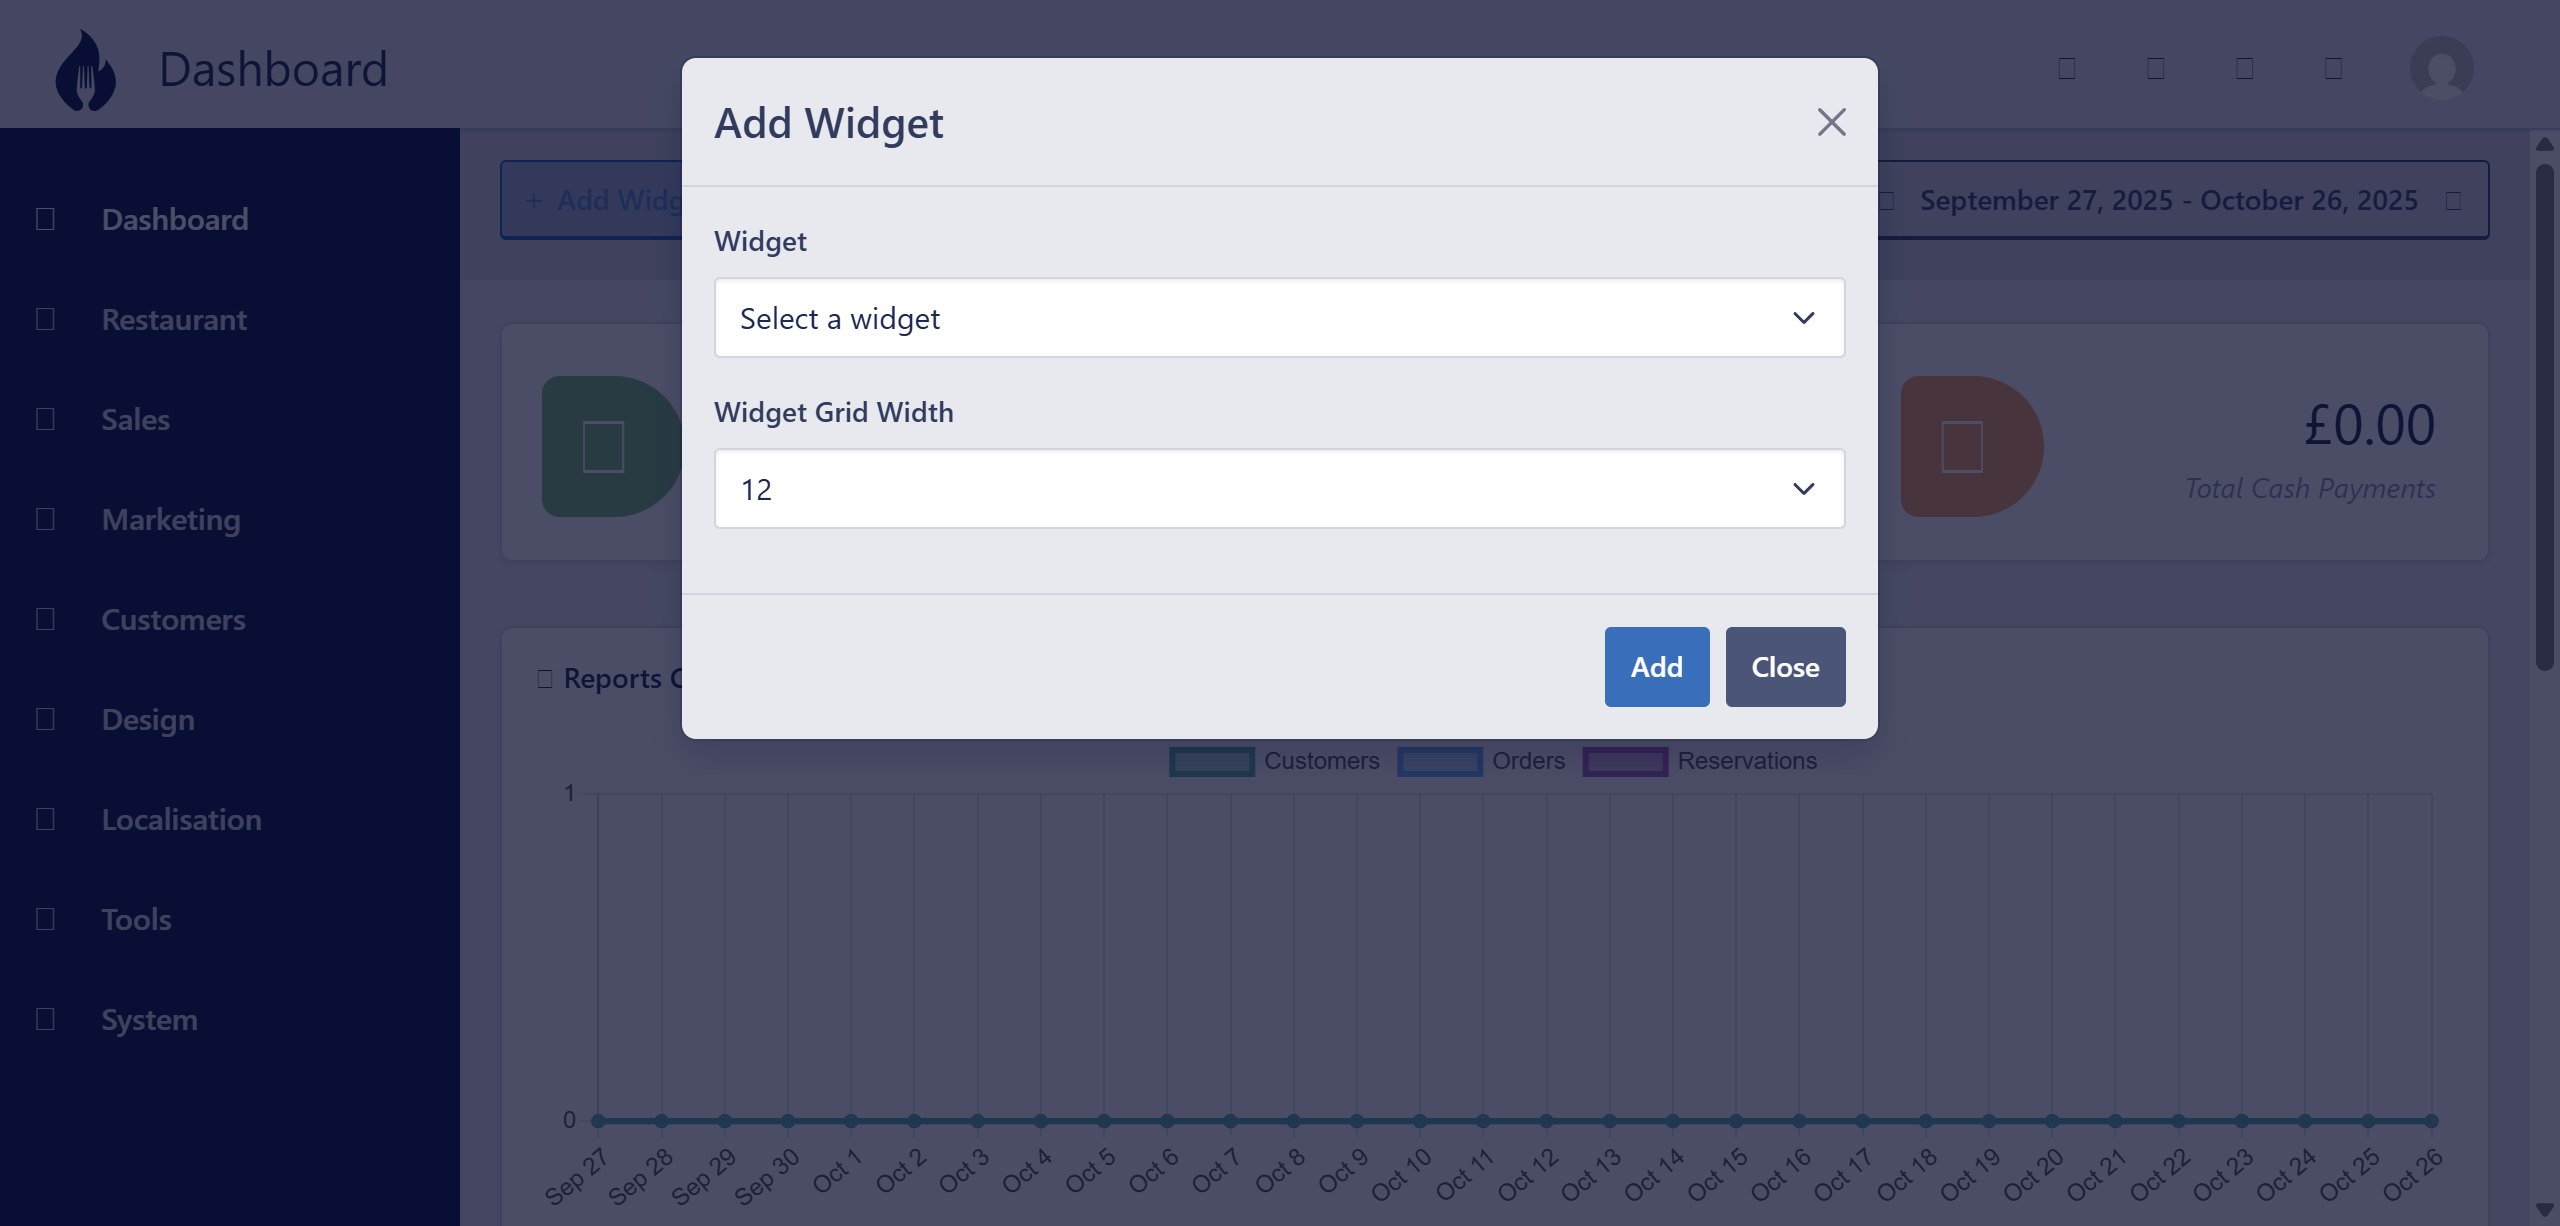 Dashboard
Add Widget
Dashboard
Restaurant
Sales
Marketing
Customers
Design
Localisation
Tools
System
+ Add Widg
September 27, 2025 - October 26, 2025
Widget
Select a widget
Widget Grid Width
12
£0.00
Total Cash Payments
Add
Close
Reports
Customers
Orders
Reservations
1
0
Sep 27
Sep 28
Sep 29
Sep 30
Oct 1
Oct 2
Oct 3
Oct 4
Oct 5
Oct 6
Oct 7
Oct 8
Oct 9
Oct 10
Oct 11
Oct 12
Oct 13
Oct 14
Oct 15
Oct 16
Oct 17
Oct 18
Oct 19
Oct 20
Oct 21
Oct 22
Oct 23
Oct 24
Oct 25
Oct 26